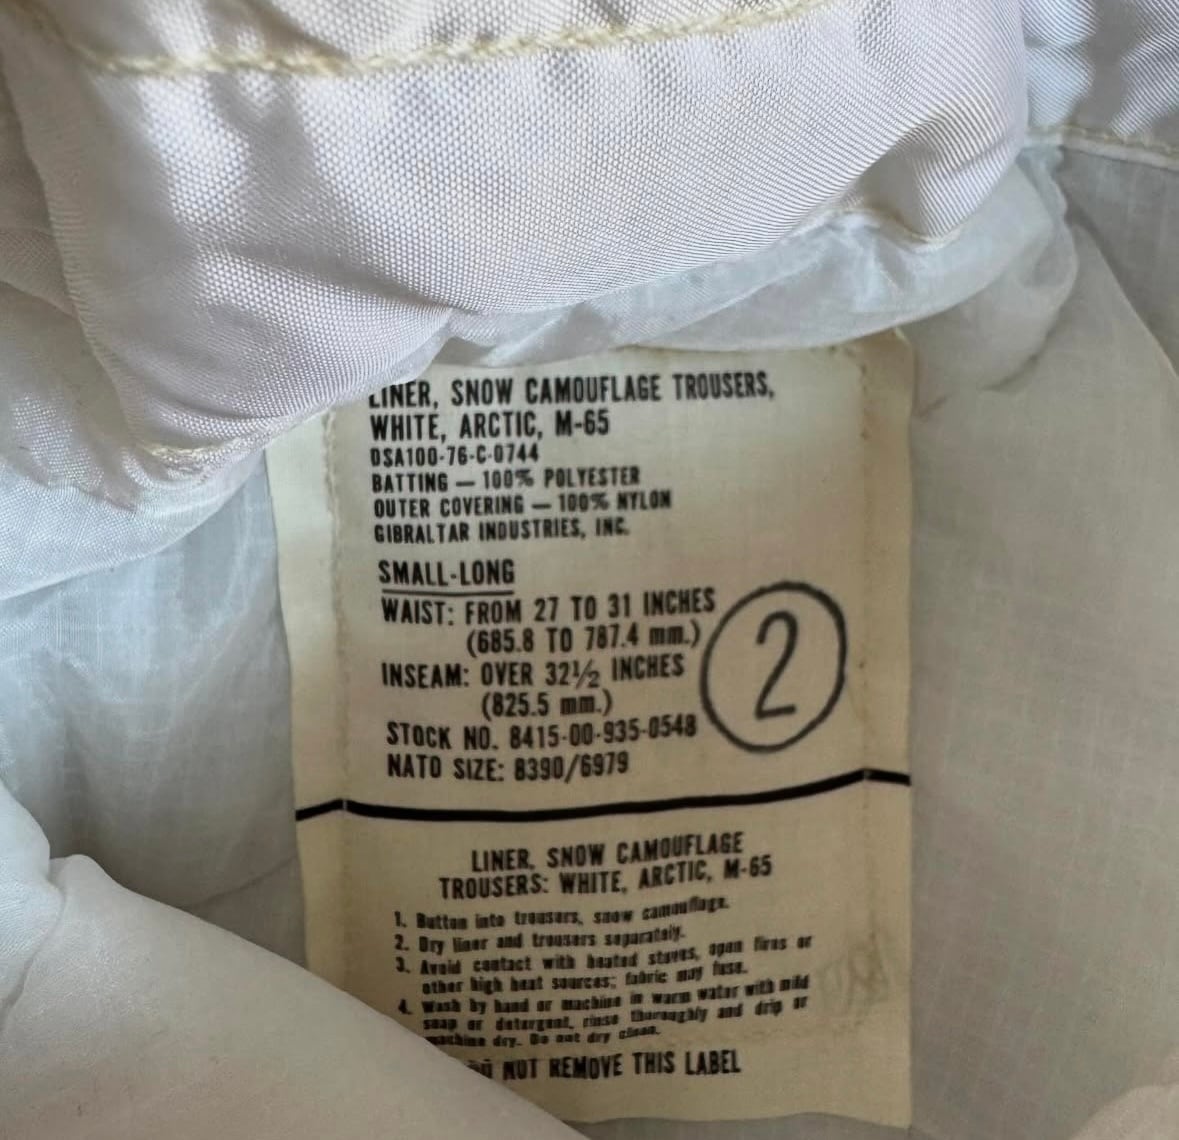 LINER, SNOW CAMOUFLAGE TROUSERS,
WHITE, ARCTIC, M-65
DSA100-76-C-0744
BATTING — 100% POLYESTER
OUTER COVERING — 100% NYLON
GIBRALTAR INDUSTRIES, INC.
SMALL-LONG
WAIST: FROM 27 TO 31 INCHES
(685.8 TO 787.4 mm.)
INSEAM: OVER 32½ INCHES
(825.5 mm.)
2
STOCK NO. 8415-00-935-0548
NATO SIZE: 8390/6979
LINER, SNOW CAMOUFLAGE
TROUSERS: WHITE, ARCTIC, M-65
1. Button into trousers, snow camouflage.
2. Dry liner and trousers separately.
3. Avoid contact with heated stoves, open fires or
other high heat sources; fabric may fuse.
4. Wash by hand or machine in warm water with mild
soap or detergent, rinse thoroughly and drip or
machine dry. Do not dry clean.
DO NOT REMOVE THIS LABEL